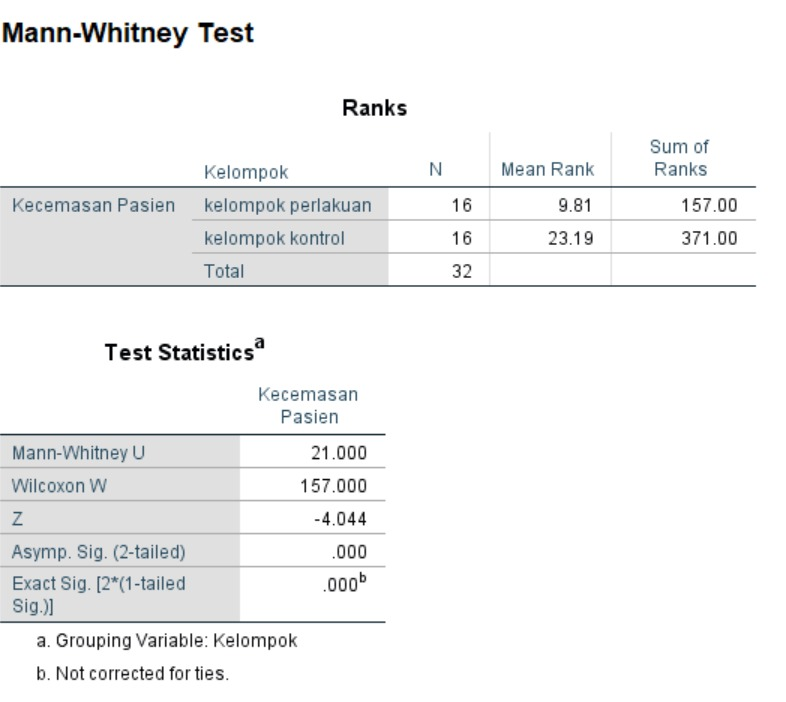 Mann-Whitney Test
Ranks
Kelompok N Mean Rank Sum of Ranks
Kecemasan Pasien kelompok perlakuan 16 9.81 157.00
kelompok kontrol 16 23.19 371.00
Total 32
Test Statisticsa
Kecemasan
Pasien
Mann-Whitney U 21.000
Wilcoxon W 157.000
Z -4.044
Asymp. Sig. (2-tailed) .000
Exact Sig. [2*(1-tailed .000b
Sig.)]
a. Grouping Variable: Kelompok
b. Not corrected for ties.